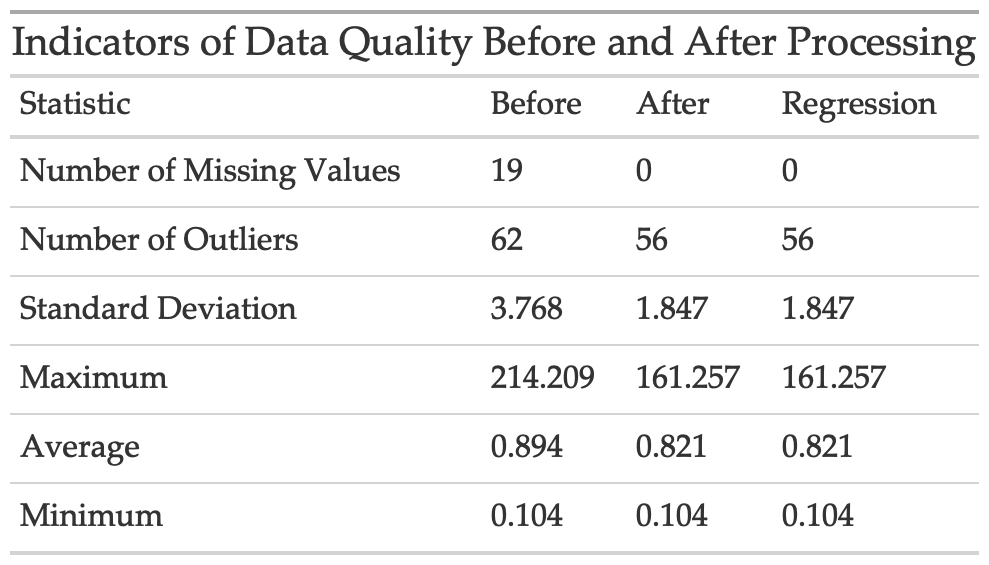 Indicators of Data Quality Before and After Processing
Statistic Before After Regression
Number of Missing Values 19 0 0
Number of Outliers 62 56 56
Standard Deviation 3.768 1.847 1.847
Maximum 214.209 161.257 161.257
Average 0.894 0.821 0.821
Minimum 0.104 0.104 0.104